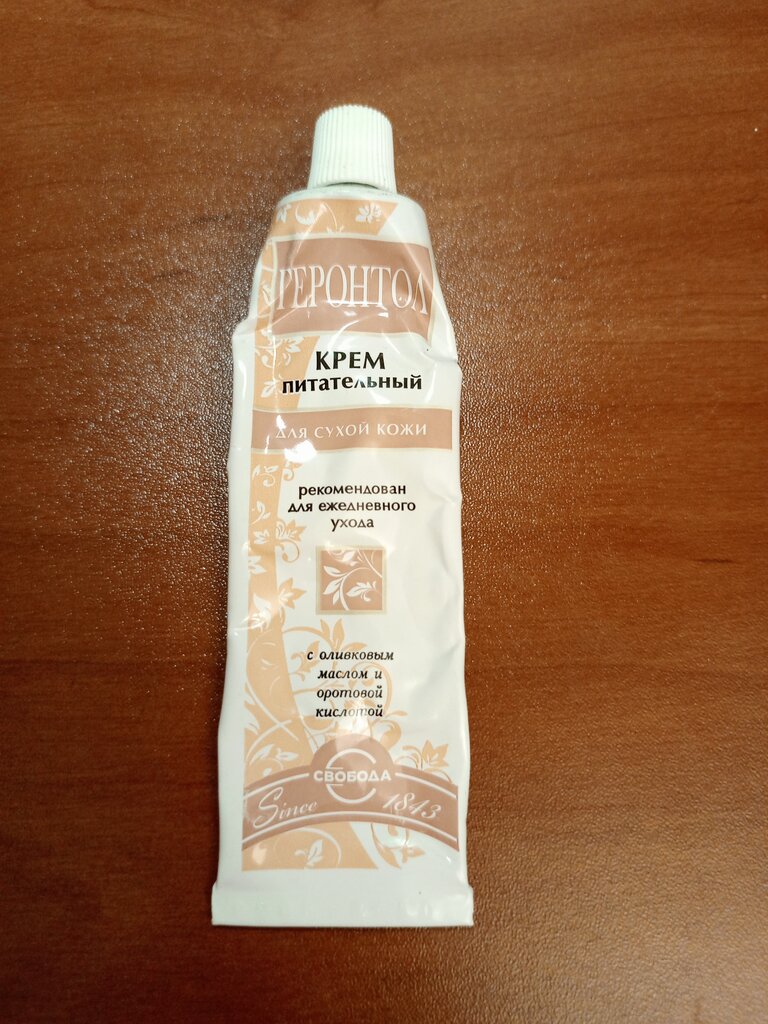 ГЕРОНТОЛ
КРЕМ
питательный
ДЛЯ СУХОЙ КОЖИ
рекомендован
для ежедневного
ухода
с оливковым
маслом и
оротовой
кислотой
СВОБОДА
Since 1843